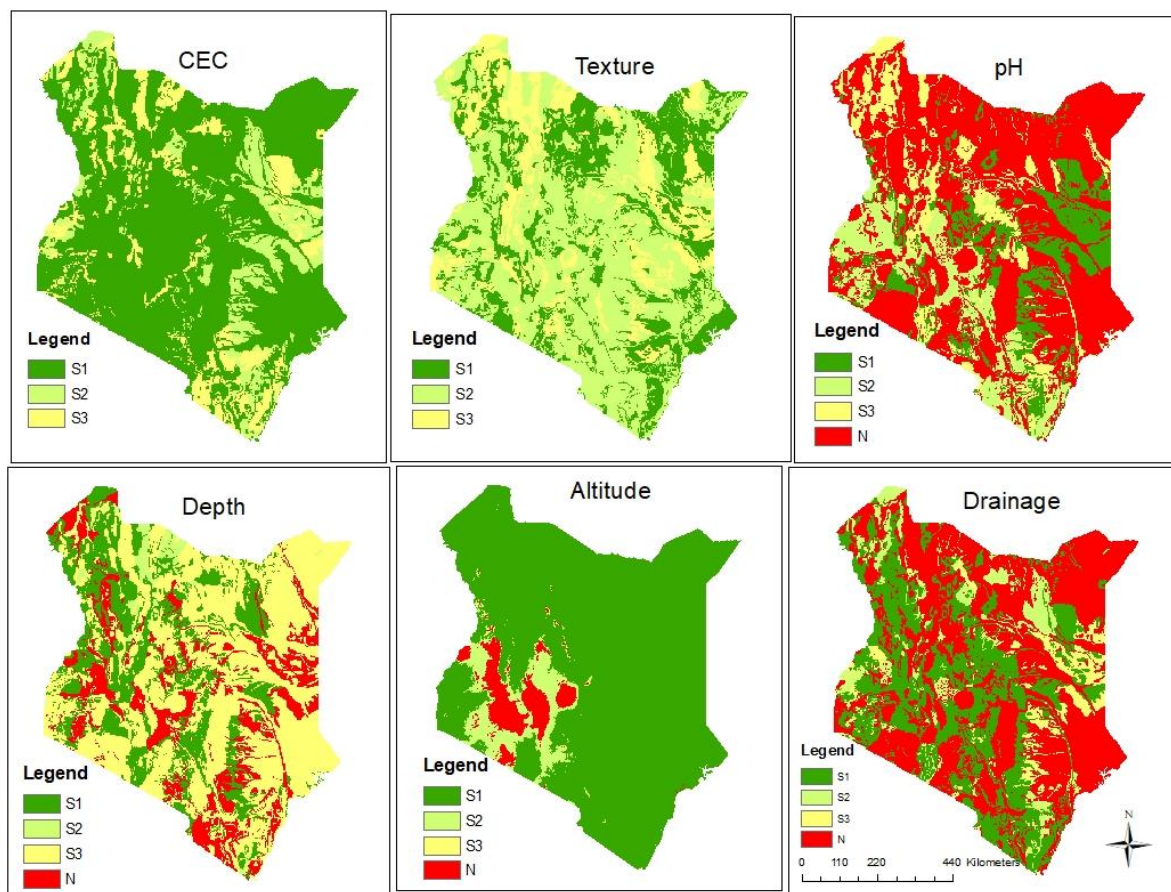 CEC
Legend
S1
S2
S3
Texture
Legend
S1
S2
S3
pH
Legend
S1
S2
S3
N
Depth
Legend
S1
S2
S3
N
Altitude
Legend
S1
S2
S3
N
Drainage
Legend
S1
S2
S3
N
0 110 220 440 Kilometers
N